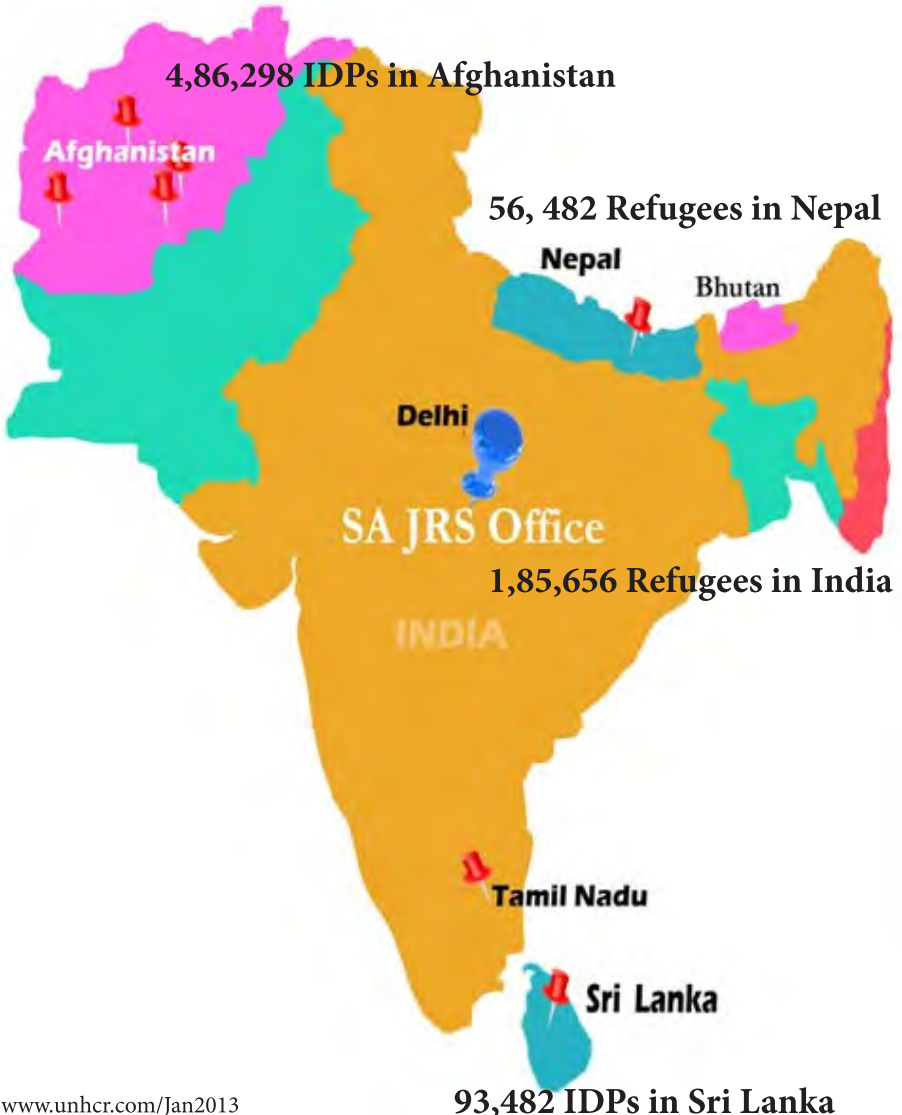 4,86,298 IDPs in Afghanistan
Afghanistan
56, 482 Refugees in Nepal
Nepal
Bhutan
Delhi
SA JRS Office
1,85,656 Refugees in India
INDIA
Tamil Nadu
Sri Lanka
www.unhcr.com/Jan2013
93,482 IDPs in Sri Lanka